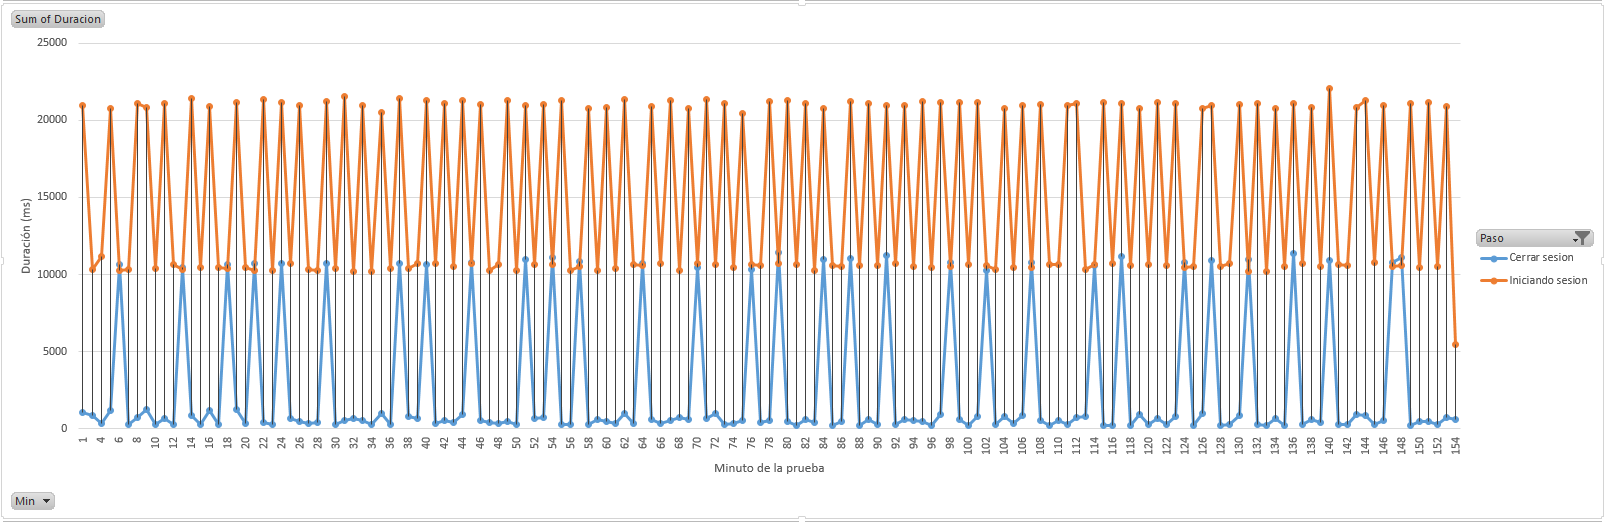 Sum of Duracion
25000
20000
15000
10000
5000
0
Duración (ms)
1 4 6 8 10 12 14 16 18 20 22 24 26 28 30 32 34 36 38 40 42 44 46 48 50 52 54 56 58 60 62 64 66 68 70 72 74 76 78 80 82 84 86 88 90 92 94 96 98 100 102 104 106 108 110 112 114 116 118 120 122 124 126 128 130 132 134 136 138 140 142 144 146 148 150 152 154
Minuto de la prueba
Paso
Cerrar sesion
Iniciando sesion
Min